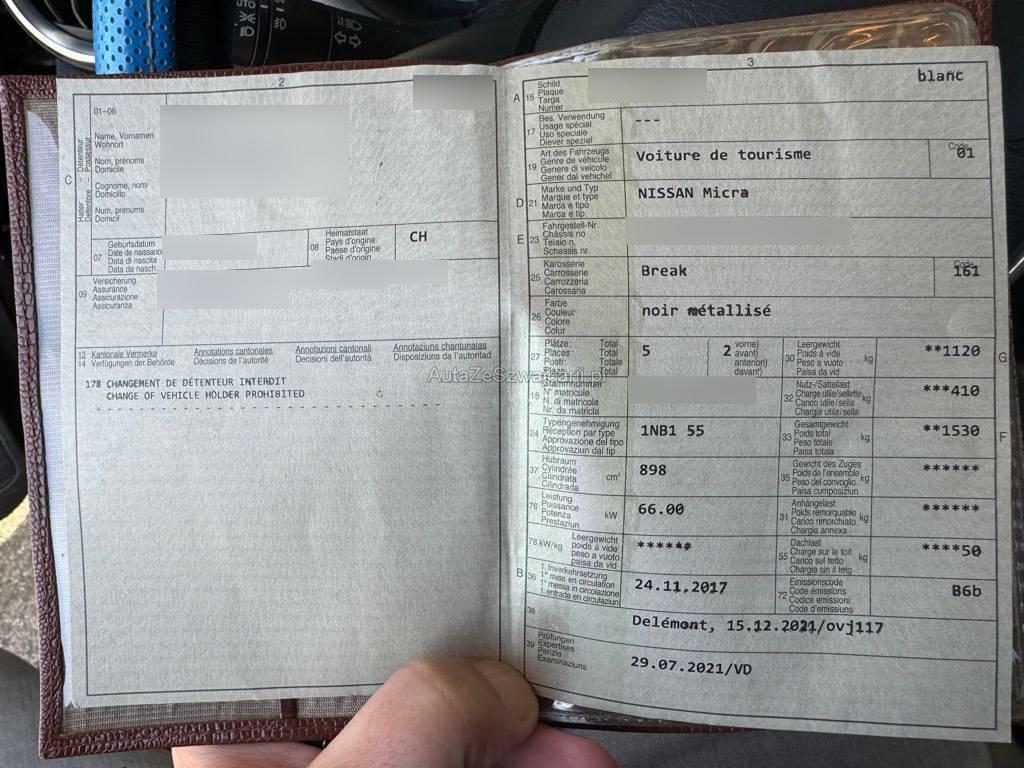 AUTO
2
01-06
Détenteur
Possessur
Halter
Detentore
Name, Vornamen
Wohnort
Nom, prénoms
Domicile
Cognome, nomi
Domicilio
Num, prenums
Domicil
C
07
Geburtsdatum
Date de naissance
Data di nascita
Data da nasch.
08
Heimatstaat
Pays d'origine
Paese d'origine
Stadi d'origin
CH
09
Versicherung
Assurance
Assicurazione
Assicuranza
13
14
Kantonale Vermerke
Verfügungen der Behörde
Annotations cantonales
Décisions de l'autorité
Annotazioni cantonali
Decisioni dell'autorità
Annotaziuns chantunalas
Disposiziuns da l'autoritad
178 CHANGEMENT DE DÉTENTEUR INTERDIT
CHANGE OF VEHICLE HOLDER PROHIBITED
- - - - - - - - - - - - - - - - - - - - - - - -
3
A
15
Schild
Plaque
Targa
Numer
blanc
17
Bes. Verwendung
Usage spécial
Uso speciale
Diever spezial
---
19
Art des Fahrzeugs
Genre de véhicule
Genere di veicolo
Gener dal vehichel
Voiture de tourisme
Code
01
D
21
Marke und Typ
Marque et type
Marca e tipo
Marca e tip
NISSAN Micra
E
23
Fahrgestell-Nr.
Châssis no
Telaio n.
Schassis nr.
25
Karosserie
Carrosserie
Carrozzeria
Carossaria
Break
Code
161
26
Farbe
Couleur
Colore
Colur
noir métallisé
27
Plätze: Total
Places: Total
Posti: Totale
Plazs: Total
5
2
vorne)
avant)
anteriori)
davant)
30
Leergewicht
Poids à vide
Peso a vuoto
Paisa da vid
kg
**1120
G
AutaZeSzwajcarii.pl
18
Stammnummer
N° matricule
N. di matricola
Nr. da matricla
32
Nutz-/Sattellast
Charge utile/sellette
Carico utile/sella
Chargia utila/sella
kg
***410
24
Typengenehmigung
Réception par type
Approvazione del tipo
Approvaziun dal tip
1NB1 55
33
Gesamtgewicht
Poids total
Peso totale
Paisa totala
kg
**1530
F
37
Hubraum
Cylindrée
Cilindrata
Cilindrada
cm³
898
35
Gewicht des Zuges
Poids de l'ensemble
Peso del convoglio
Paisa cumposiziun
kg
******
76
Leistung
Puissance
Potenza
Prestaziun
kW
66.00
31
Anhängelast
Poids remorquable
Carico rimorchiato
Chargia annexa
kg
******
78 kW/kg
Leergewicht
poids à vide
peso a vuoto
paisa da vid
******
55
Dachlast
Charge sur le toit
Carico sul tetto
Chargia sin il tetg
kg
****50
B
36
1. Inverkehrsetzung
1re mise en circulation
1a messa in circolazione
1. entrada en circulaziun
24.11.2017
72
Emissionscode
Code émissions
Codice emissioni
Code d'emissiuns
B6b
38
Delémont, 15.12.2021/ovj117
39
Prüfungen
Expertises
Perizie
Examinaziuns
29.07.2021/VD